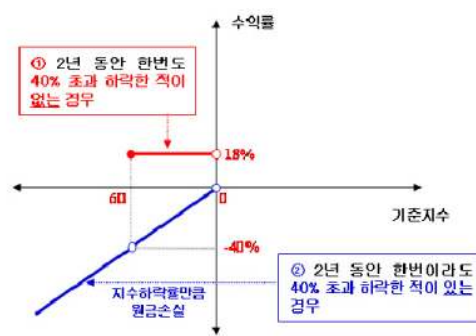 수익률
① 2년 동안 한번도
40% 초과 하락한 적이
없는 경우
18%
60
0
기준지수
-40%
지수하락률만큼
원금손실
② 2년 동안 한번이라도
40% 초과 하락한 적이 있는
경우